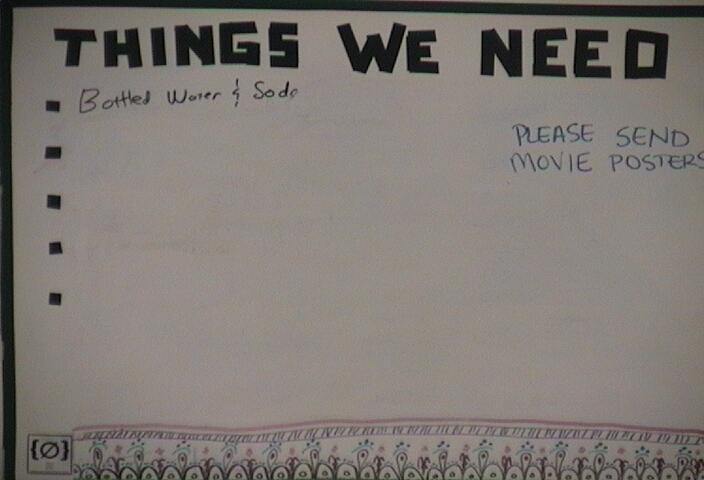 THINGS WE NEED
Bottled Water & Soda
PLEASE SEND
MOVIE POSTERS
{Ø}